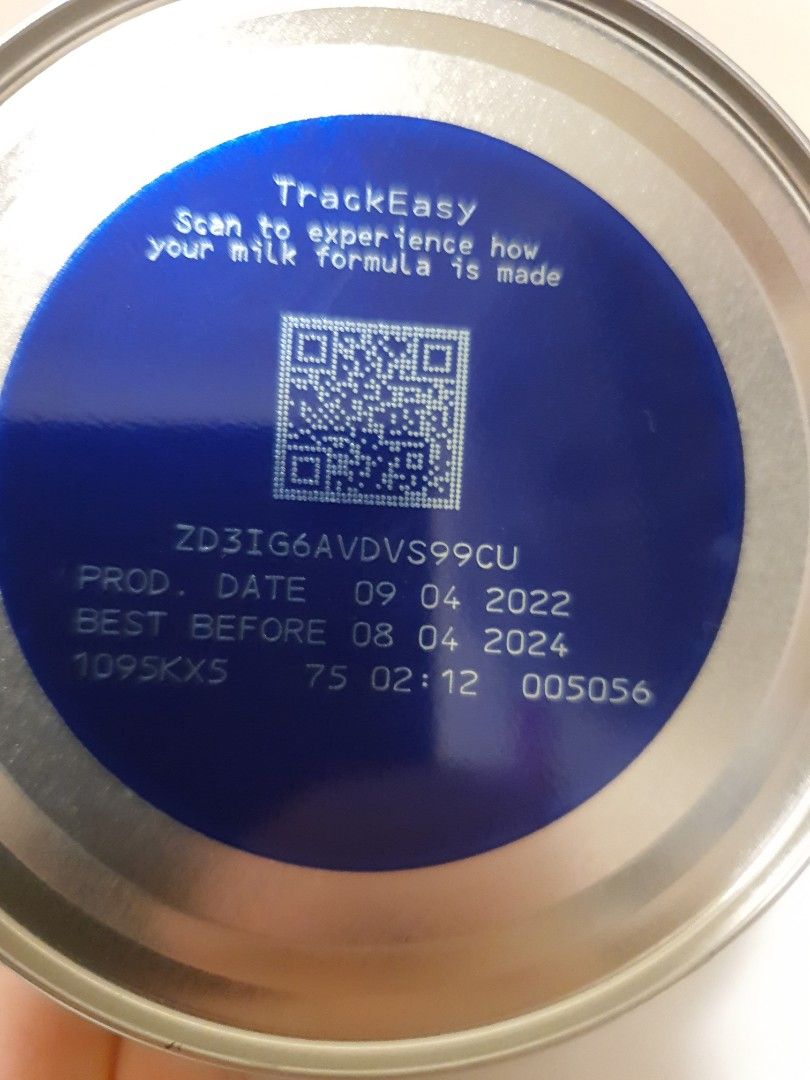 TrackEasy
Scan to experience how
your milk formula is made
ZD3IG6AVDVS99CU
PROD. DATE 09 04 2022
BEST BEFORE 08 04 2024
1095KX5 75 02:12 005056